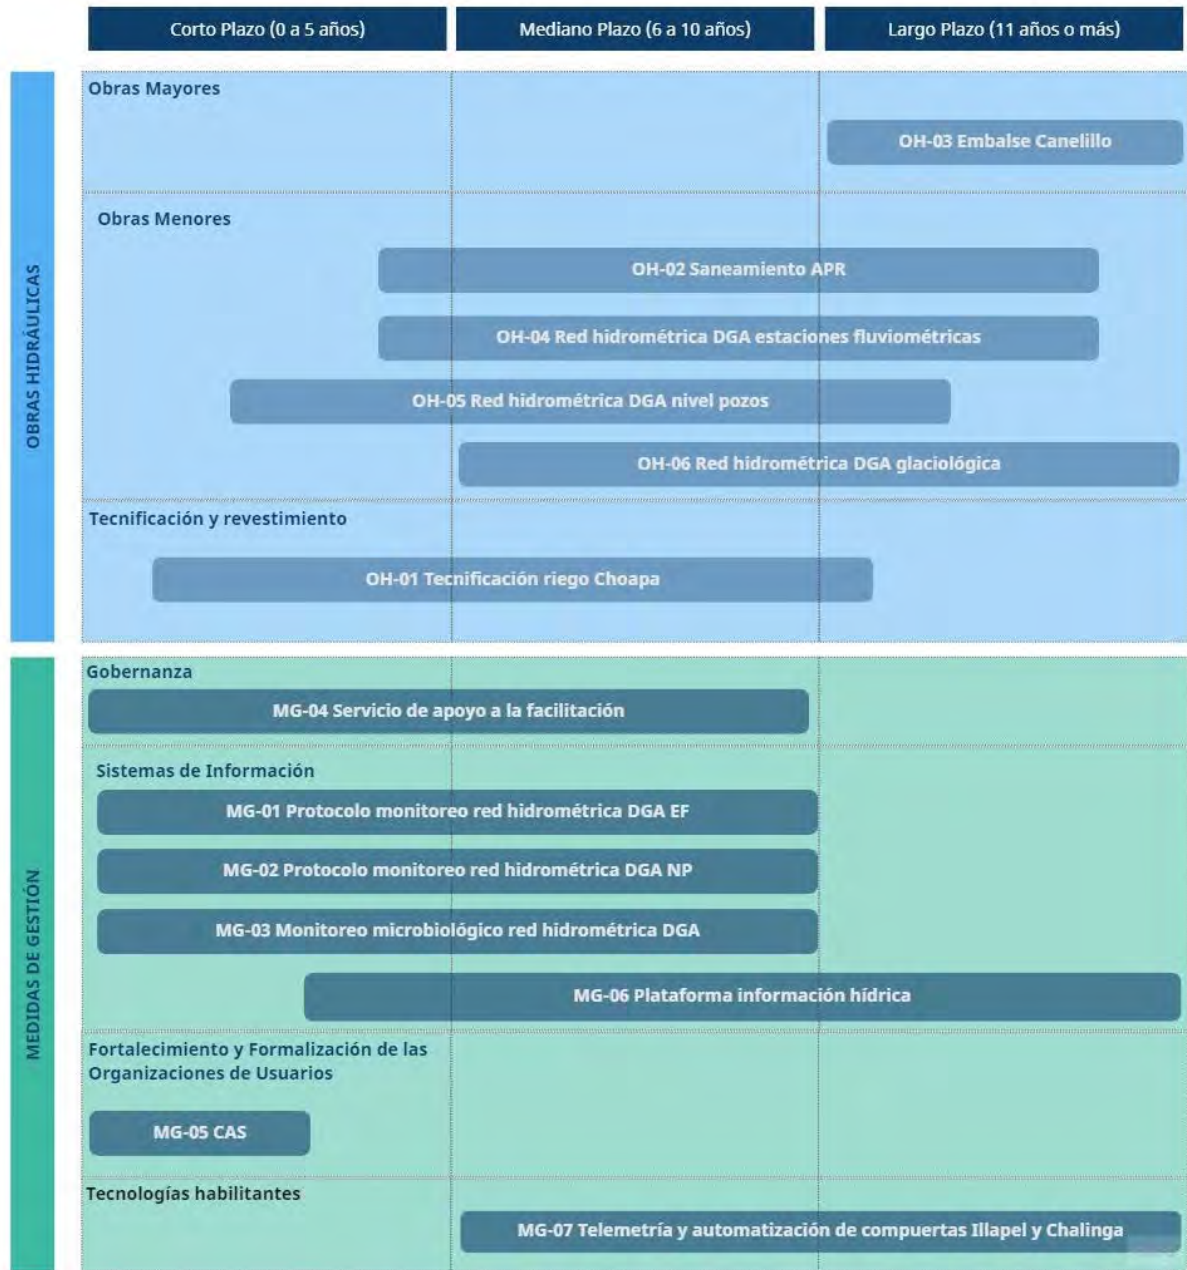 Corto Plazo (0 a 5 años)
Mediano Plazo (6 a 10 años)
Largo Plazo (11 años o más)
OBRAS HIDRÁULICAS
Obras Mayores
OH-03 Embalse Canelillo
Obras Menores
OH-02 Saneamiento APR
OH-04 Red hidrométrica DGA estaciones fluviométricas
OH-05 Red hidrométrica DGA nivel pozos
OH-06 Red hidrométrica DGA glaciológica
Tecnificación y revestimiento
OH-01 Tecnificación riego Choapa
MEDIDAS DE GESTIÓN
Gobernanza
MG-04 Servicio de apoyo a la facilitación
Sistemas de Información
MG-01 Protocolo monitoreo red hidrométrica DGA EF
MG-02 Protocolo monitoreo red hidrométrica DGA NP
MG-03 Monitoreo microbiológico red hidrométrica DGA
MG-06 Plataforma información hídrica
Fortalecimiento y Formalización de las
Organizaciones de Usuarios
MG-05 CAS
Tecnologías habilitantes
MG-07 Telemetría y automatización de compuertas Illapel y Chalinga